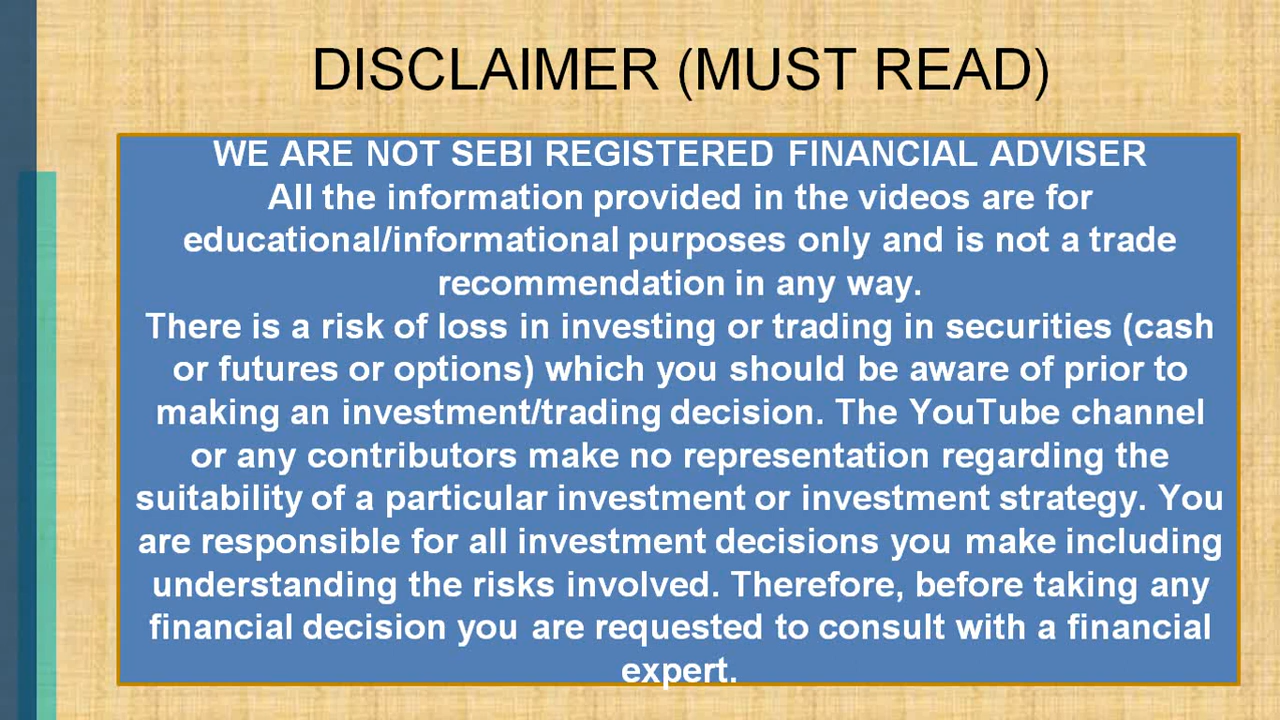 DISCLAIMER (MUST READ)
WE ARE NOT SEBI REGISTERED FINANCIAL ADVISER
All the information provided in the videos are for
educational/informational purposes only and is not a trade
recommendation in any way.
There is a risk of loss in investing or trading in securities (cash
or futures or options) which you should be aware of prior to
making an investment/trading decision. The YouTube channel
or any contributors make no representation regarding the
suitability of a particular investment or investment strategy. You
are responsible for all investment decisions you make including
understanding the risks involved. Therefore, before taking any
financial decision you are requested to consult with a financial
expert.